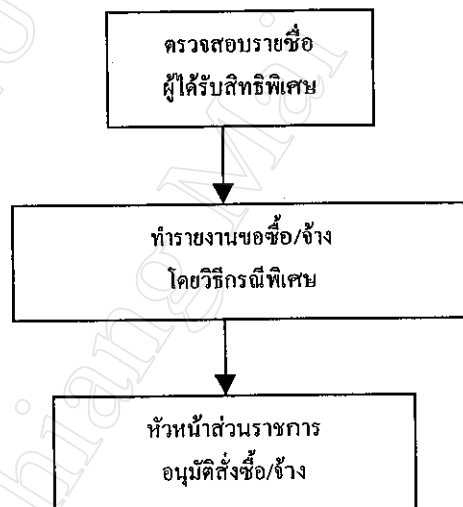 ตรวจสอบรายชื่อ
ผู้ได้รับสิทธิพิเศษ
ทำรายงานขอซื้อ/จ้าง
โดยวิธีกรณีพิเศษ
หัวหน้าส่วนราชการ
อนุมัติสั่งซื้อ/จ้าง
hiang Mai